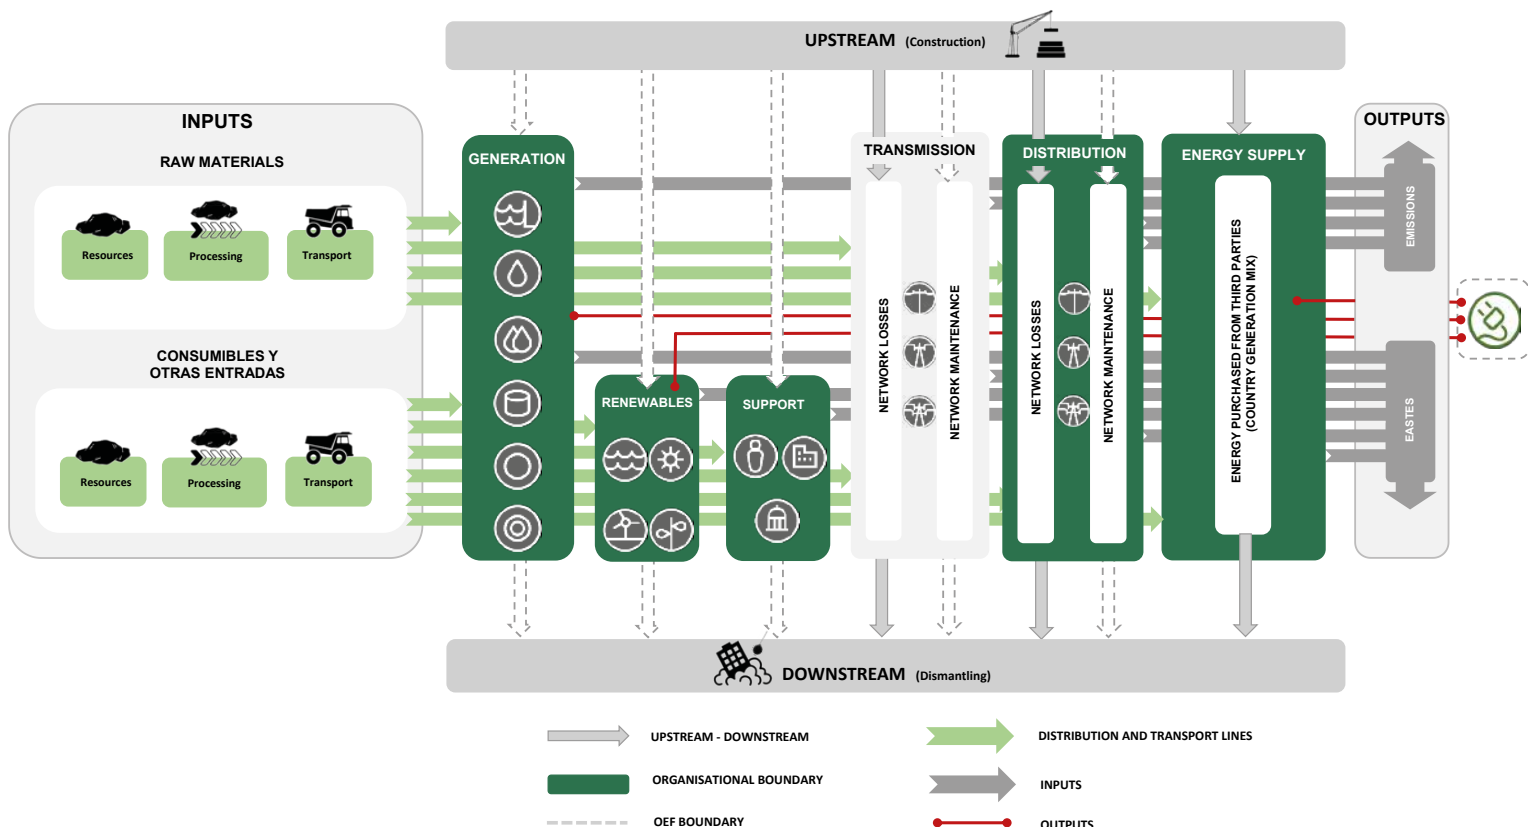 UPSTREAM (Construction)
INPUTS
RAW MATERIALS
Resources
Processing
Transport
CONSUMIBLES Y
OTRAS ENTRADAS
Resources
Processing
Transport
GENERATION
RENEWABLES
SUPPORT
TRANSMISSION
NETWORK LOSSES
NETWORK MAINTENANCE
DISTRIBUTION
NETWORK LOSSES
NETWORK MAINTENANCE
ENERGY SUPPLY
ENERGY PURCHASED FROM THIRD PARTIES
(COUNTRY GENERATION MIX)
OUTPUTS
EMISSIONS
EASTES
DOWNSTREAM (Dismantling)
UPSTREAM - DOWNSTREAM
ORGANISATIONAL BOUNDARY
OEF BOUNDARY
DISTRIBUTION AND TRANSPORT LINES
INPUTS
OUTPUTS